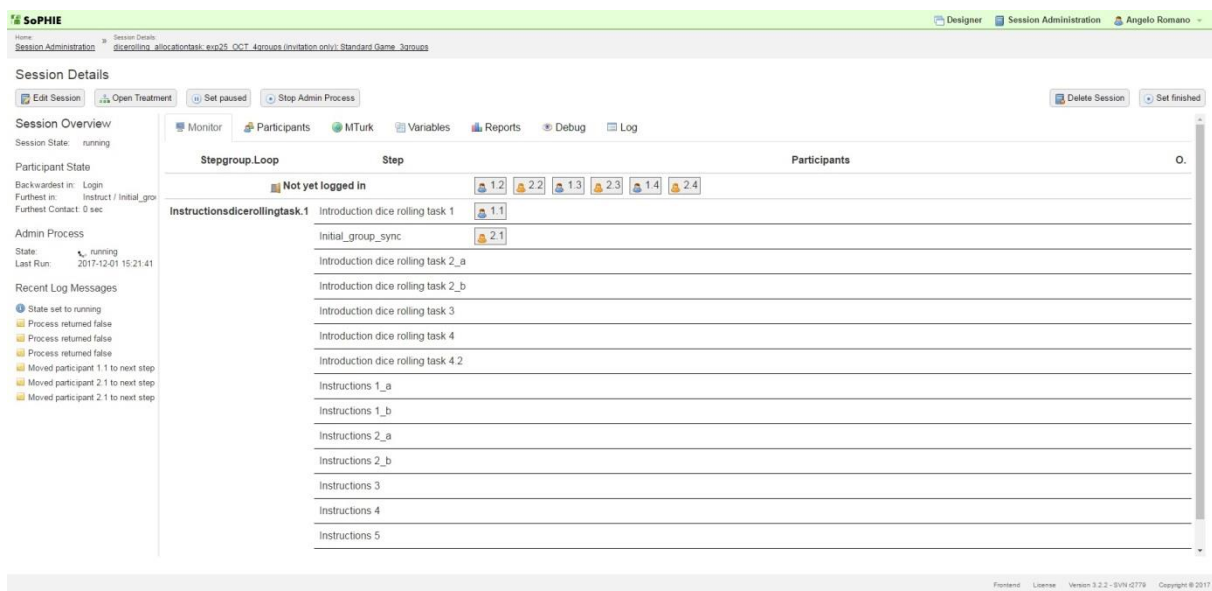 SoPHIE
Designer Session Administration Angelo Romano
Home: Session Details:
Session Administration » dicerolling_allocationtask: exp25_OCT_4groups (invitation only): Standard Game_3groups
Session Details
Edit Session Open Treatment Set paused Stop Admin Process Delete Session Set finished
Session Overview
Session State: running
Participant State
Backwardest in: Login
Furthest in: Instruct / Initial_grou
Furthest Contact: 0 sec
Admin Process
State: running
Last Run: 2017-12-01 15:21:41
Recent Log Messages
State set to running
Process returned false
Process returned false
Process returned false
Moved participant 1.1 to next step
Moved participant 2.1 to next step
Moved participant 2.1 to next step
Monitor Participants MTurk Variables Reports Debug Log
Stepgroup.Loop Step Participants O.
Not yet logged in 1.2 2.2 1.3 2.3 1.4 2.4
Instructionsdicerollingtask.1 Introduction dice rolling task 1 1.1
Initial_group_sync 2.1
Introduction dice rolling task 2_a
Introduction dice rolling task 2_b
Introduction dice rolling task 3
Introduction dice rolling task 4
Introduction dice rolling task 4.2
Instructions 1_a
Instructions 1_b
Instructions 2_a
Instructions 2_b
Instructions 3
Instructions 4
Instructions 5
Frontend License Version 3.2.2 - SVN r2779 Copyright © 2017